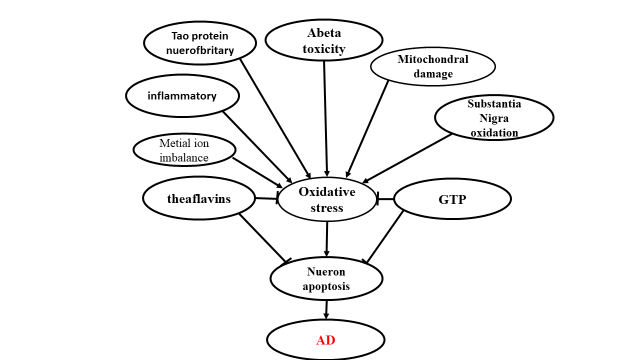 Tao protein
nuerofbritary
Abeta
toxicity
Mitochondral
damage
inflammatory
Substantia
Nigra
oxidation
Metial ion
imbalance
theaflavins
Oxidative
stress
GTP
Nueron
apoptosis
AD